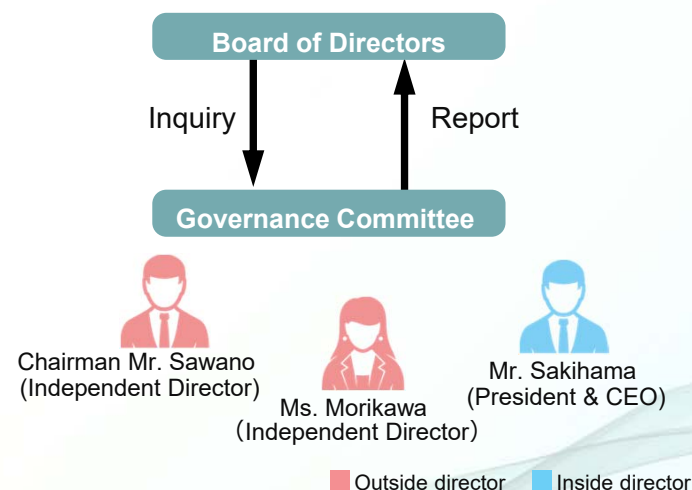 Board of Directors
Inquiry
Report
Governance Committee
Chairman Mr. Sawano
(Independent Director)
Ms. Morikawa
（Independent Director）
Mr. Sakihama
(President & CEO)
Outside director
Inside director